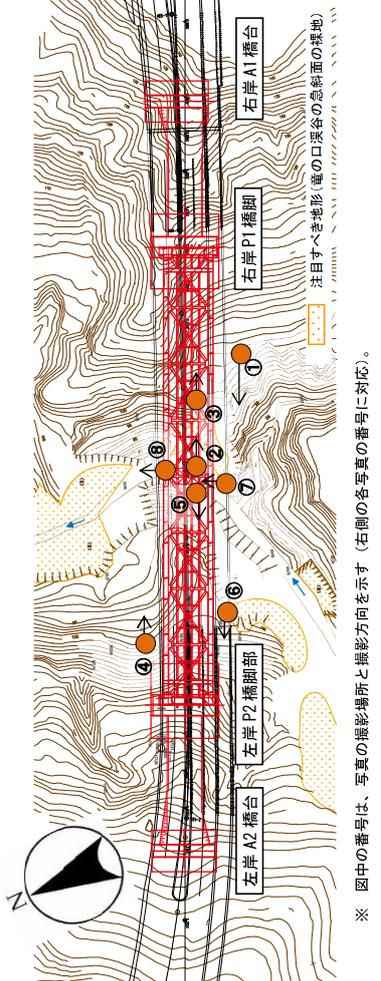 右岸 A1 橋台
右岸 P1 橋脚
左岸 P2 橋脚部
左岸 A2 橋台
①
②
③
④
⑤
⑥
⑦
⑧
N
注目すべき地形（竜の口渓谷の急斜面の裸地）
※ 図中の番号は、写真の撮影場所と撮影方向を示す（右側の各写真の番号に対応）。